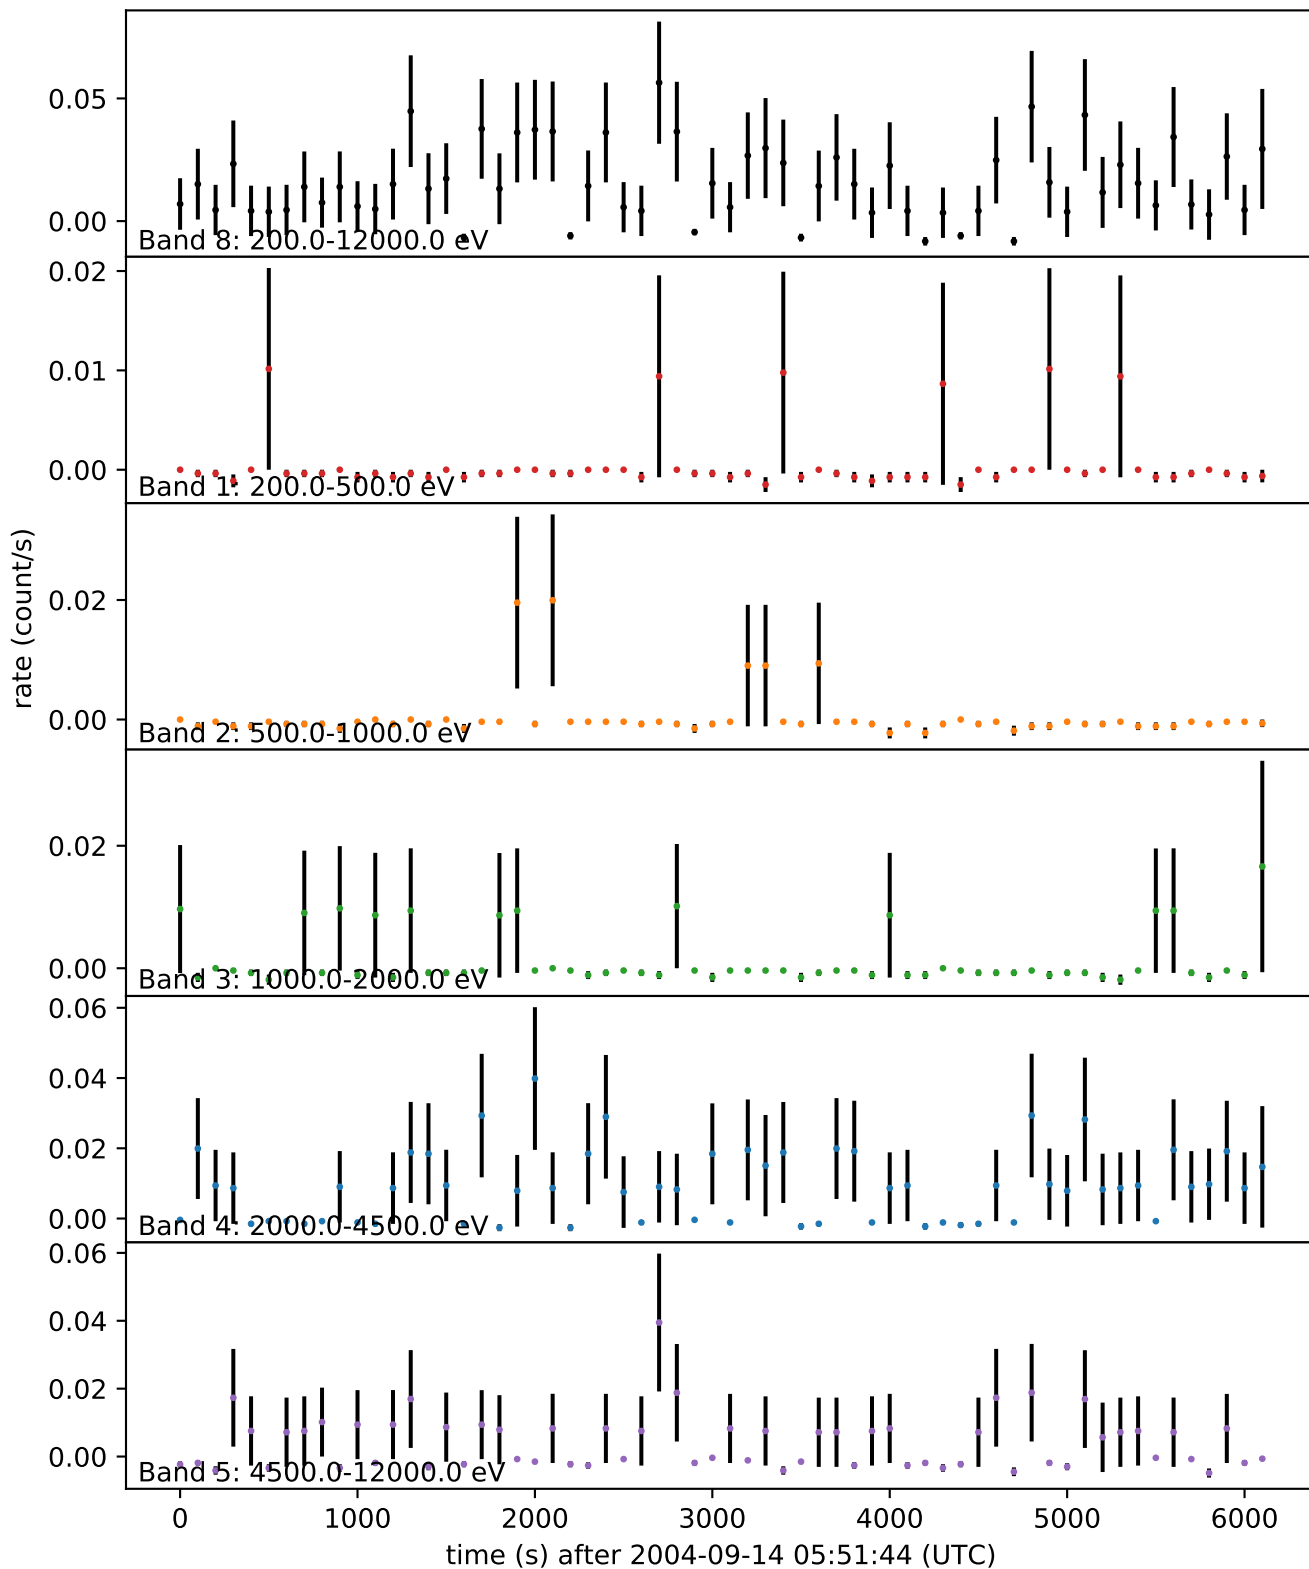 0.05
0.00
Band 8: 200.0-12000.0 eV
0.02
0.01
0.00
Band 1: 200.0-500.0 eV
0.02
0.00
Band 2: 500.0-1000.0 eV
rate (count/s)
0.02
0.00
Band 3: 1000.0-2000.0 eV
0.06
0.04
0.02
0.00
Band 4: 2000.0-4500.0 eV
0.06
0.04
0.02
0.00
Band 5: 4500.0-12000.0 eV
0 1000 2000 3000 4000 5000 6000
time (s) after 2004-09-14 05:51:44 (UTC)